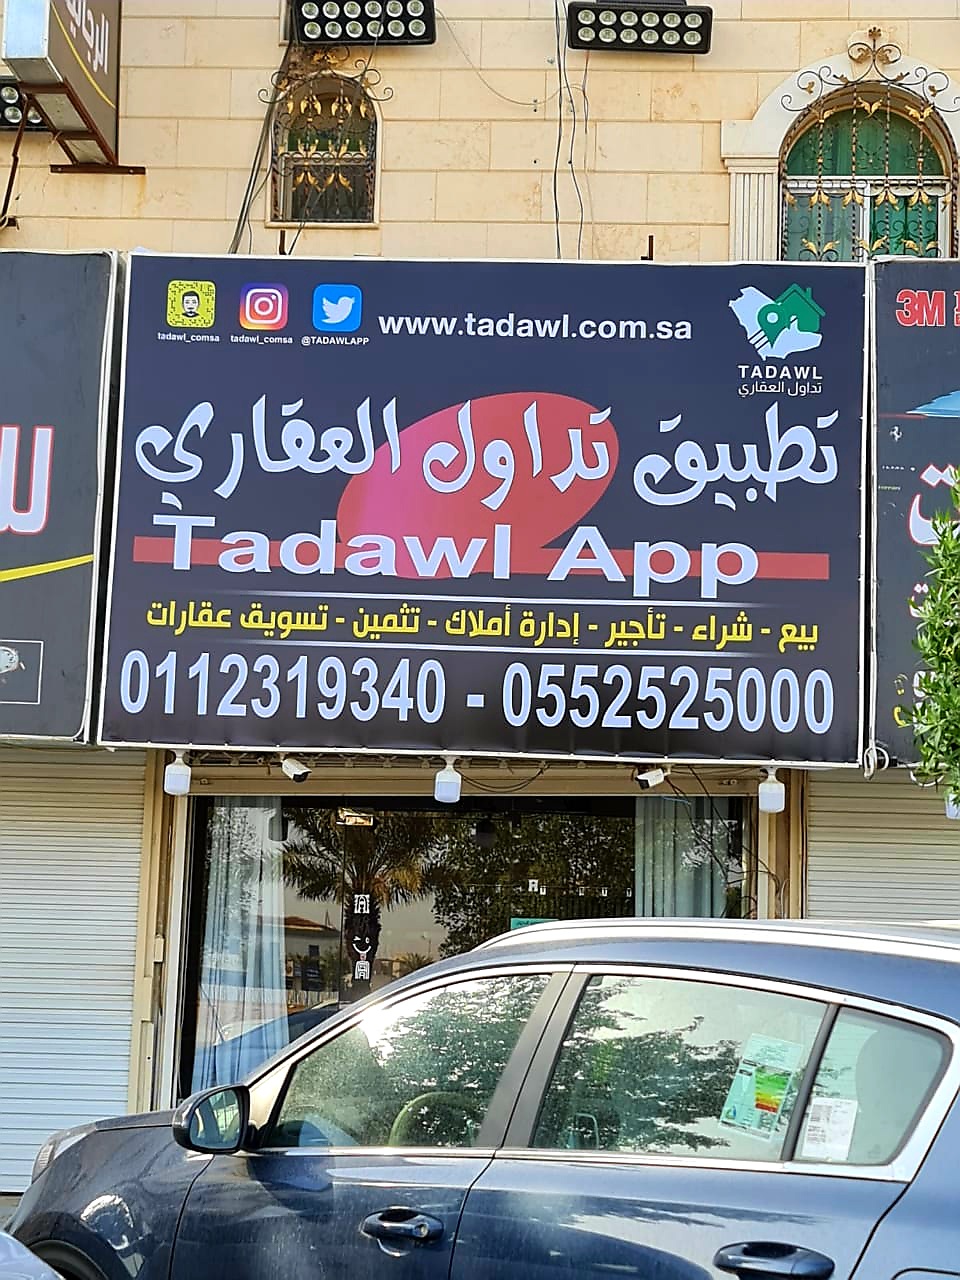 tadawl_comsa
tadawl_comsa
@TADAWLAPP
www.tadawl.com.sa
TADAWL
تداول العقاري
تطبيق تداول العقاري
Tadawl App
بيع - شراء - تأجير - إدارة أملاك - تثمين - تسويق عقارات
0112319340 - 0552525000
3M